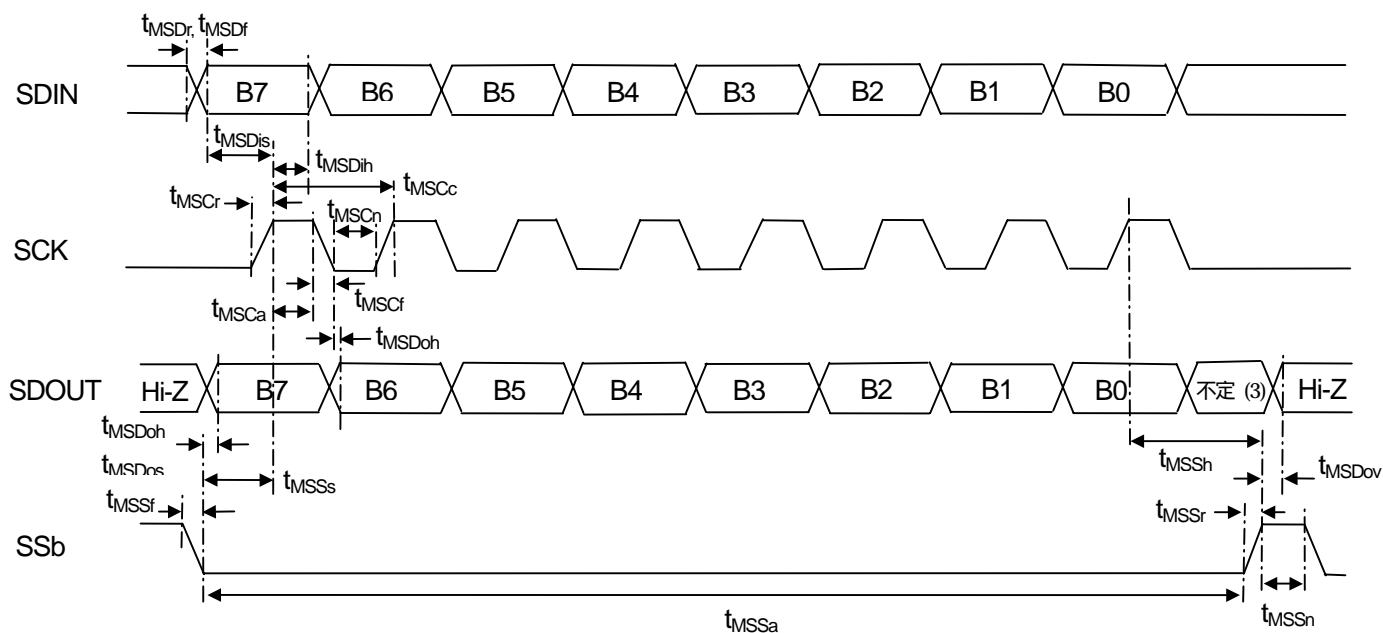 tMSDr, tMSDf
SDIN B7 B6 B5 B4 B3 B2 B1 B0
tMSDis
tMSDih
tMSCc
tMSCr
tMSCn
SCK
tMSCf
tMSCa
tMSDoh
SDOUT Hi-Z B7 B6 B5 B4 B3 B2 B1 B0 不定 (3) Hi-Z
tMSDoh
tMSDos
tMSSs
tMSSh
tMSDov
tMSSf
tMSSr
SSb
tMSSa
tMSSn